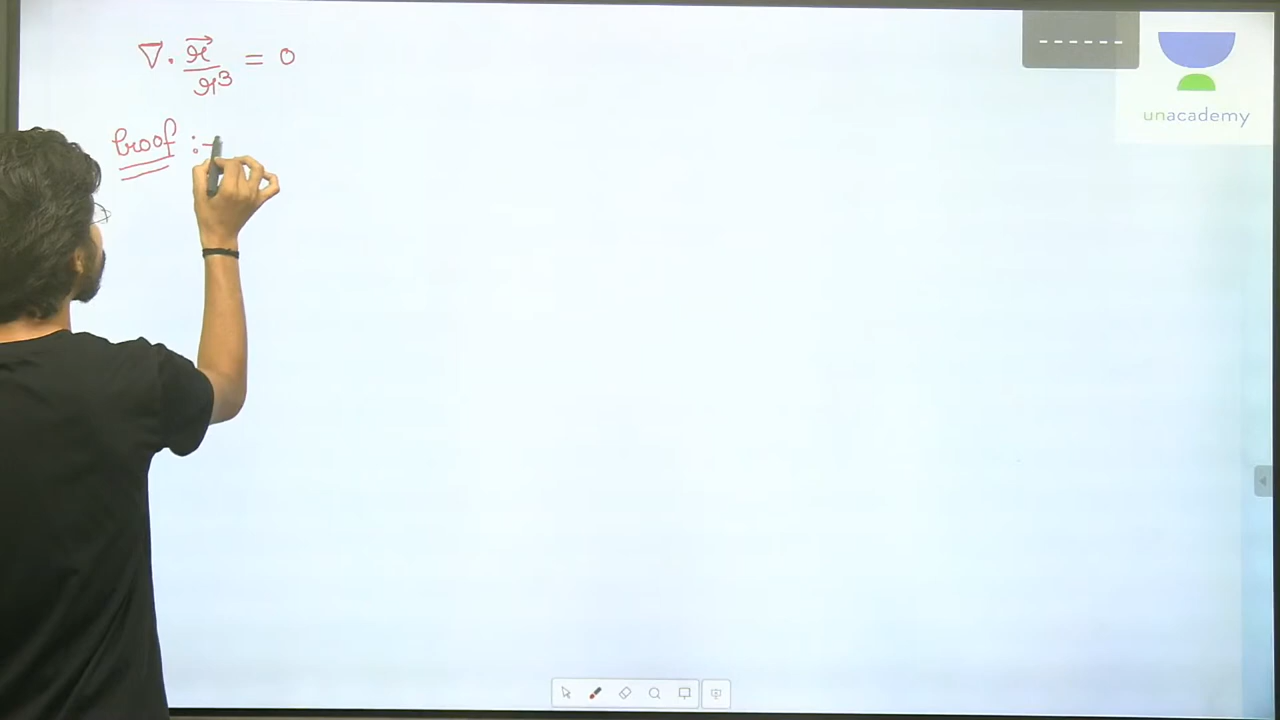 ∇ · r⃗ / r³ = 0
Proof :-
- - - - - -
unacademy